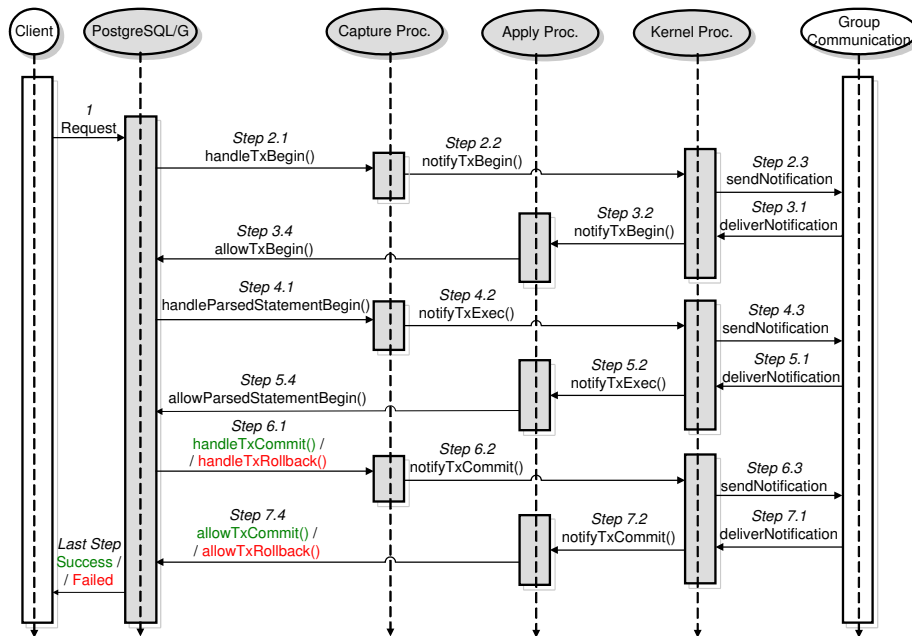 Client
PostgreSQL/G
Capture Proc.
Apply Proc.
Kernel Proc.
Group
Communication
1
Request
Step 2.1
handleTxBegin()
Step 2.2
notifyTxBegin()
Step 2.3
sendNotification
Step 3.1
deliverNotification
Step 3.2
notifyTxBegin()
Step 3.4
allowTxBegin()
Step 4.1
handleParsedStatementBegin()
Step 4.2
notifyTxExec()
Step 4.3
sendNotification
Step 5.1
deliverNotification
Step 5.2
notifyTxExec()
Step 5.4
allowParsedStatementBegin()
Step 6.1
handleTxCommit() /
/ handleTxRollback()
Step 6.2
notifyTxCommit()
Step 6.3
sendNotification
Step 7.1
deliverNotification
Step 7.2
notifyTxCommit()
Step 7.4
allowTxCommit() /
/ allowTxRollback()
Last Step
Success /
/ Failed